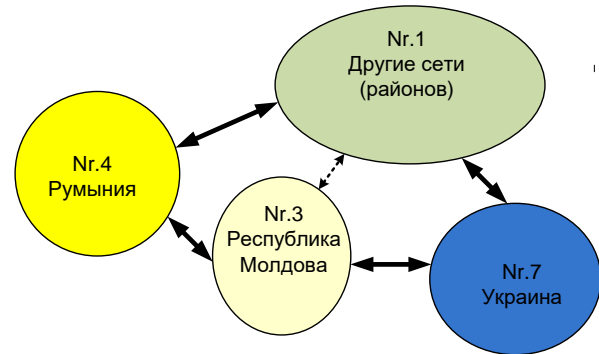 Nr.1
Другие сети
(районов)
Nr.4
Румыния
Nr.3
Республика
Молдова
Nr.7
Украина